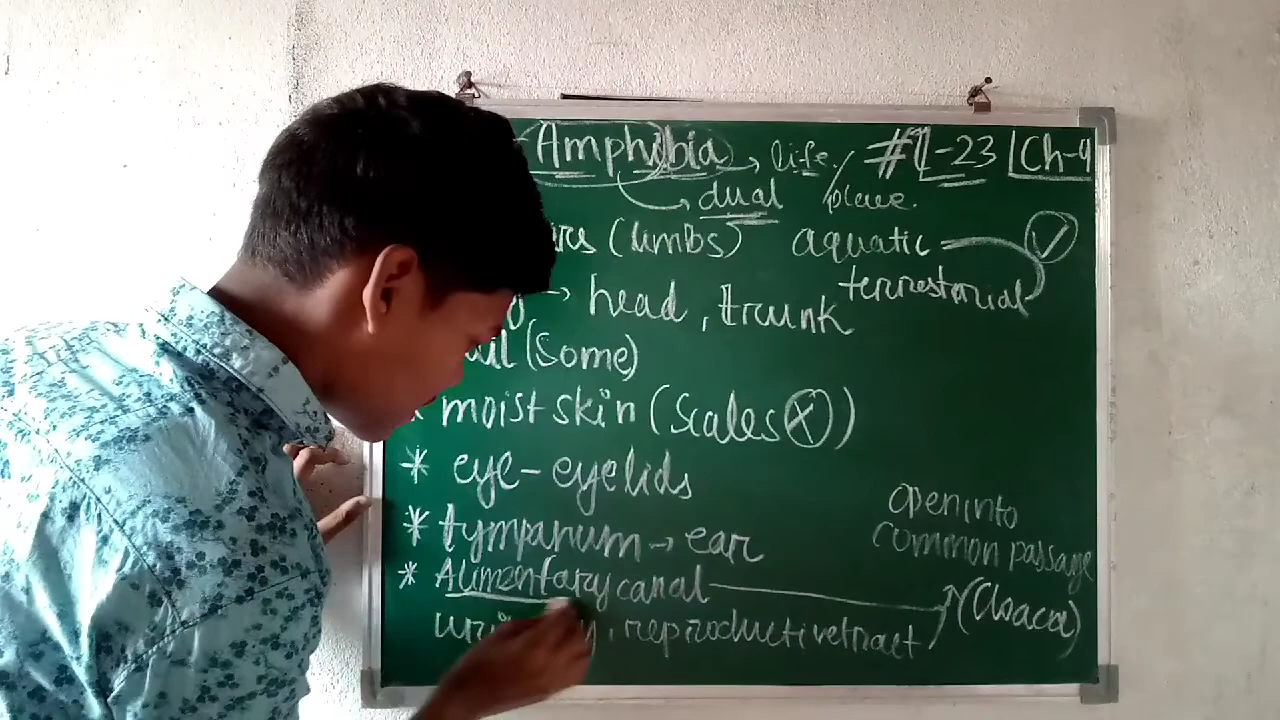 Amphibia → life / #L-23 Ch-4
dual place.
(limbs) aquatic
terrestorial
→ head, trunk
(Some)
* moist skin (Scales X)
* eye - eyelids
* tympanum → ear
open into
common passage
* Alimentary canal
(Cloaca)
, reproductive tract